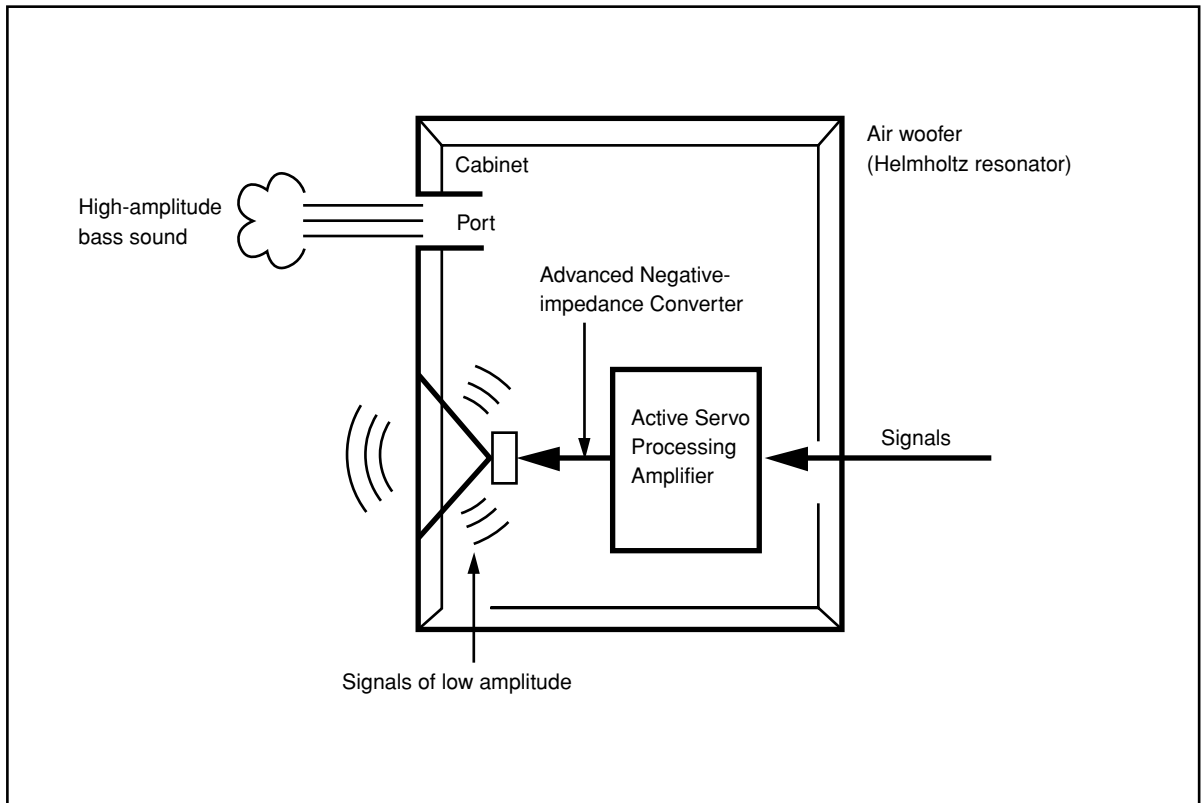 Air woofer
(Helmholtz resonator)
Cabinet
High-amplitude
bass sound
Port
Advanced Negative-
impedance Converter
Active Servo
Processing
Amplifier
Signals
Signals of low amplitude